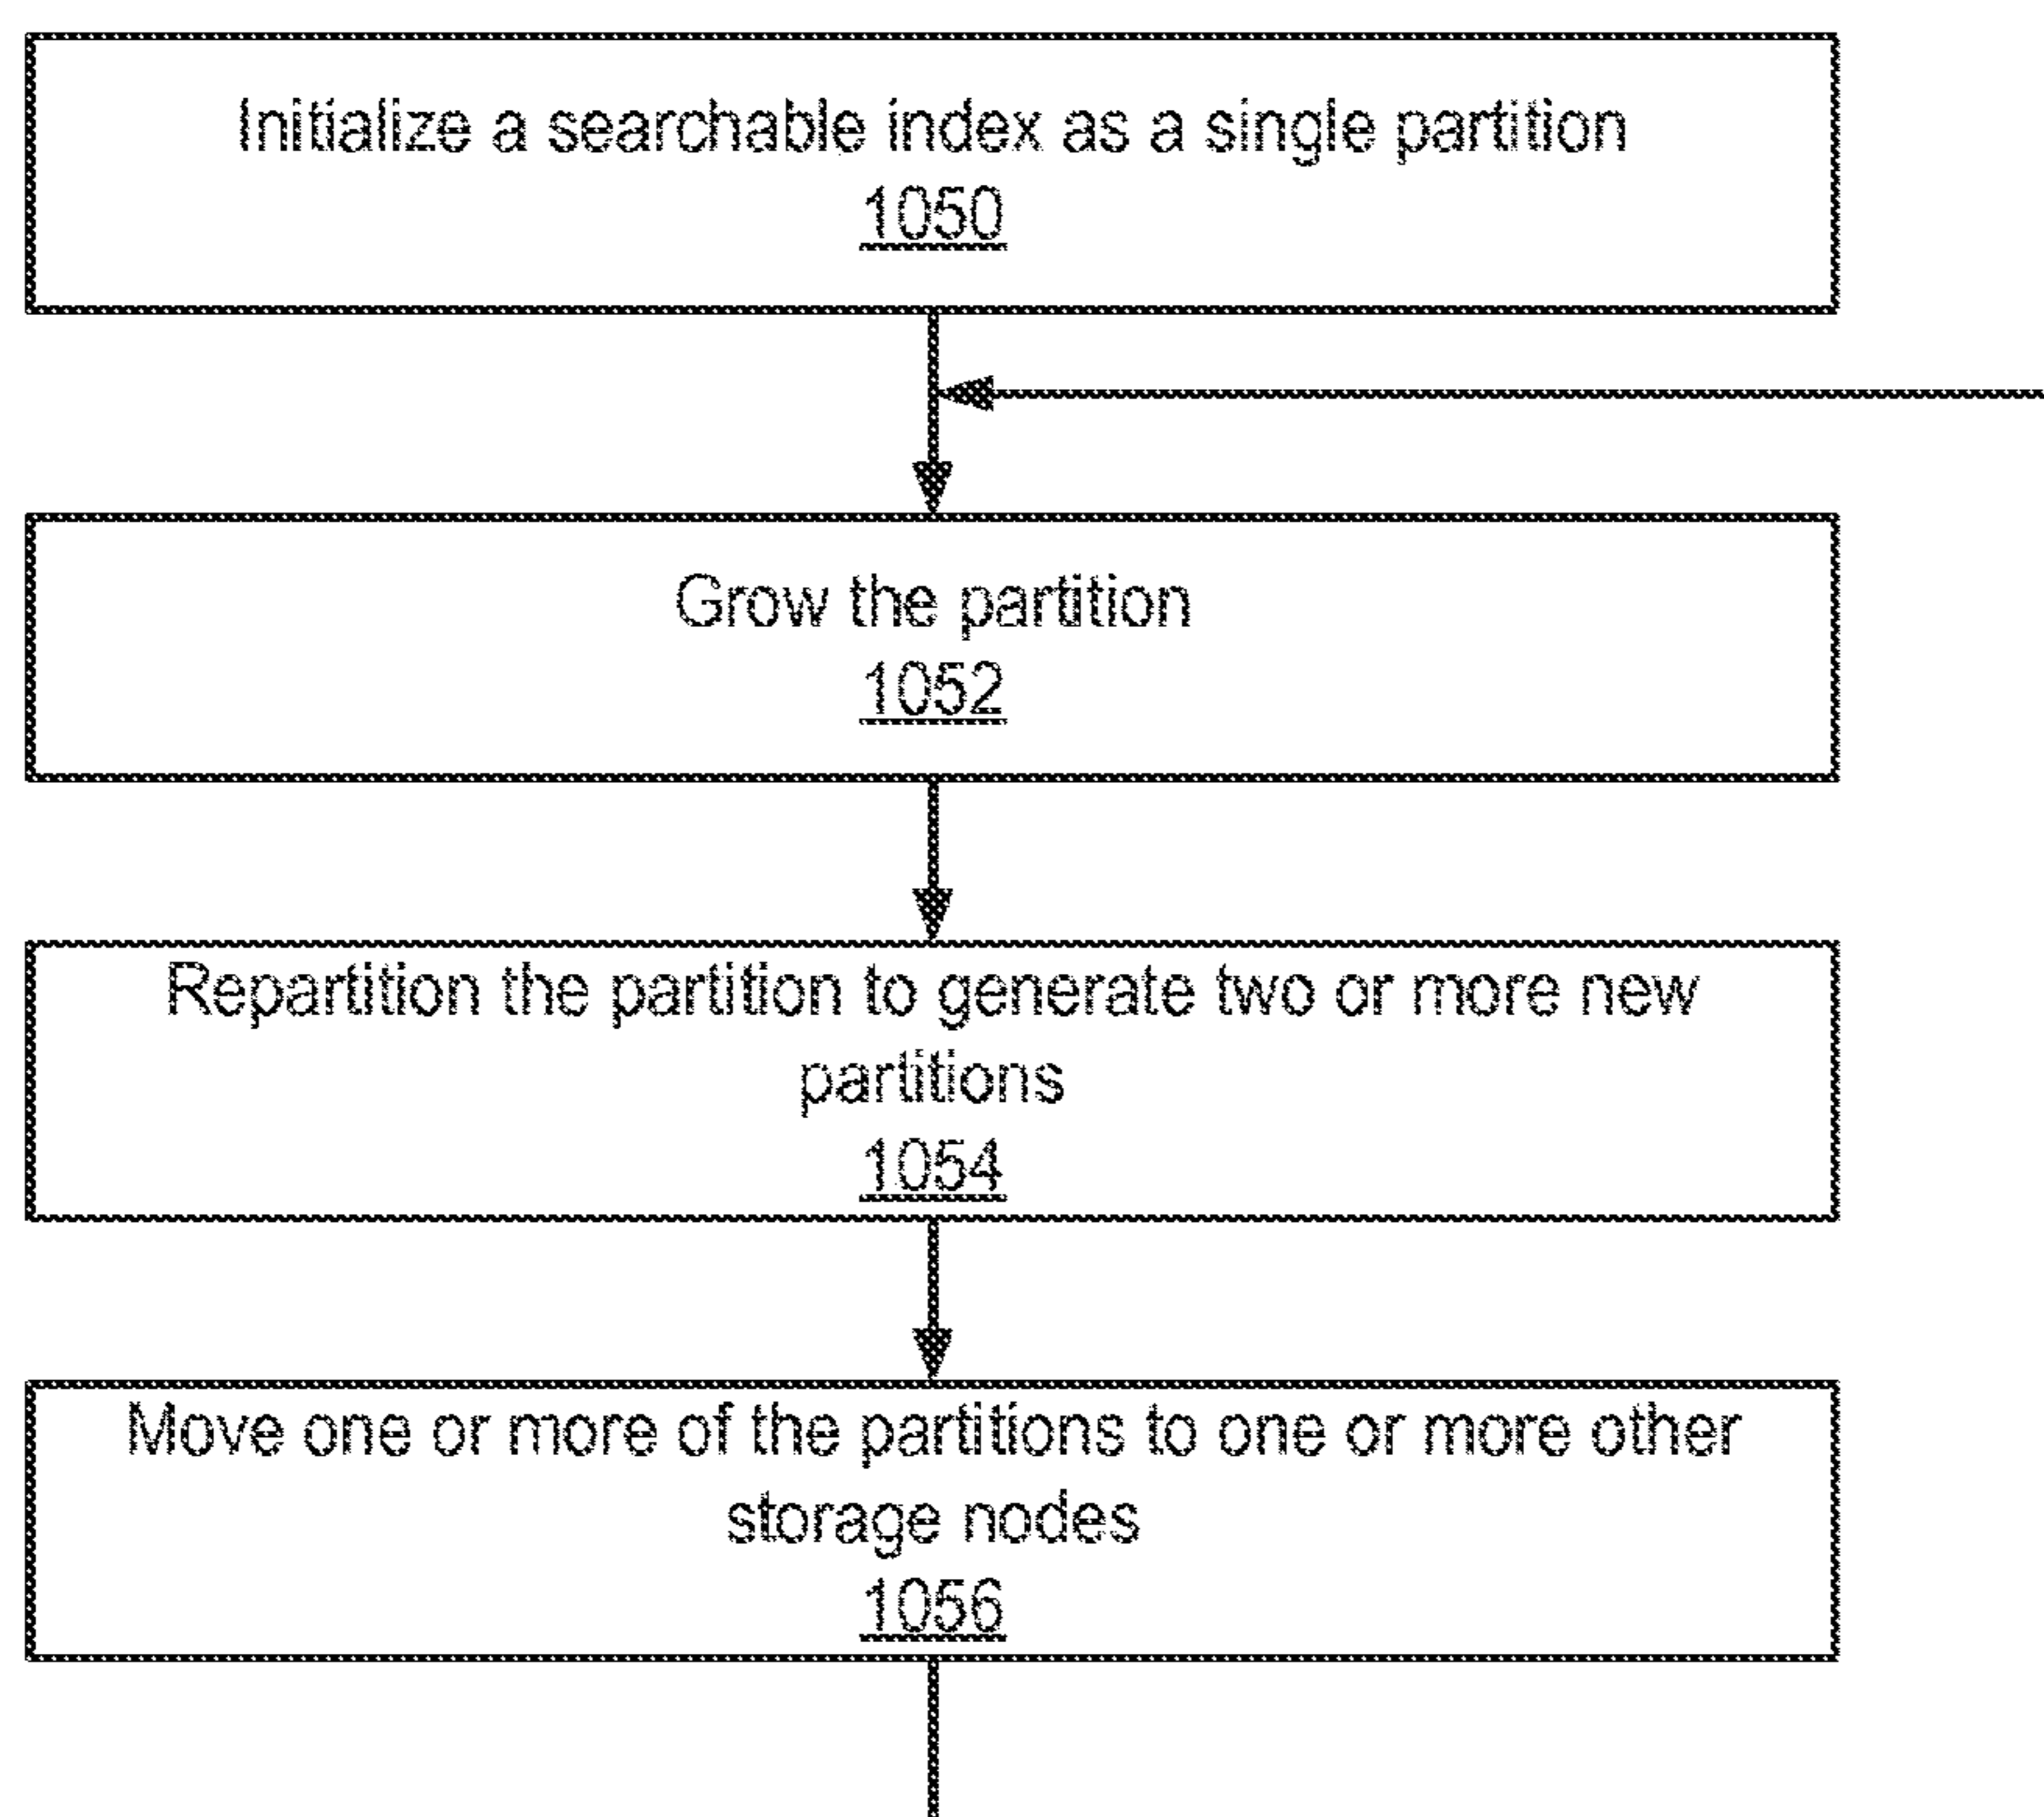 Initialize a searchable index as a single partition
1050
Grow the partition
1052
Repartition the partition to generate two or more new
partitions
1054
Move one or more of the partitions to one or more other
storage nodes
1056